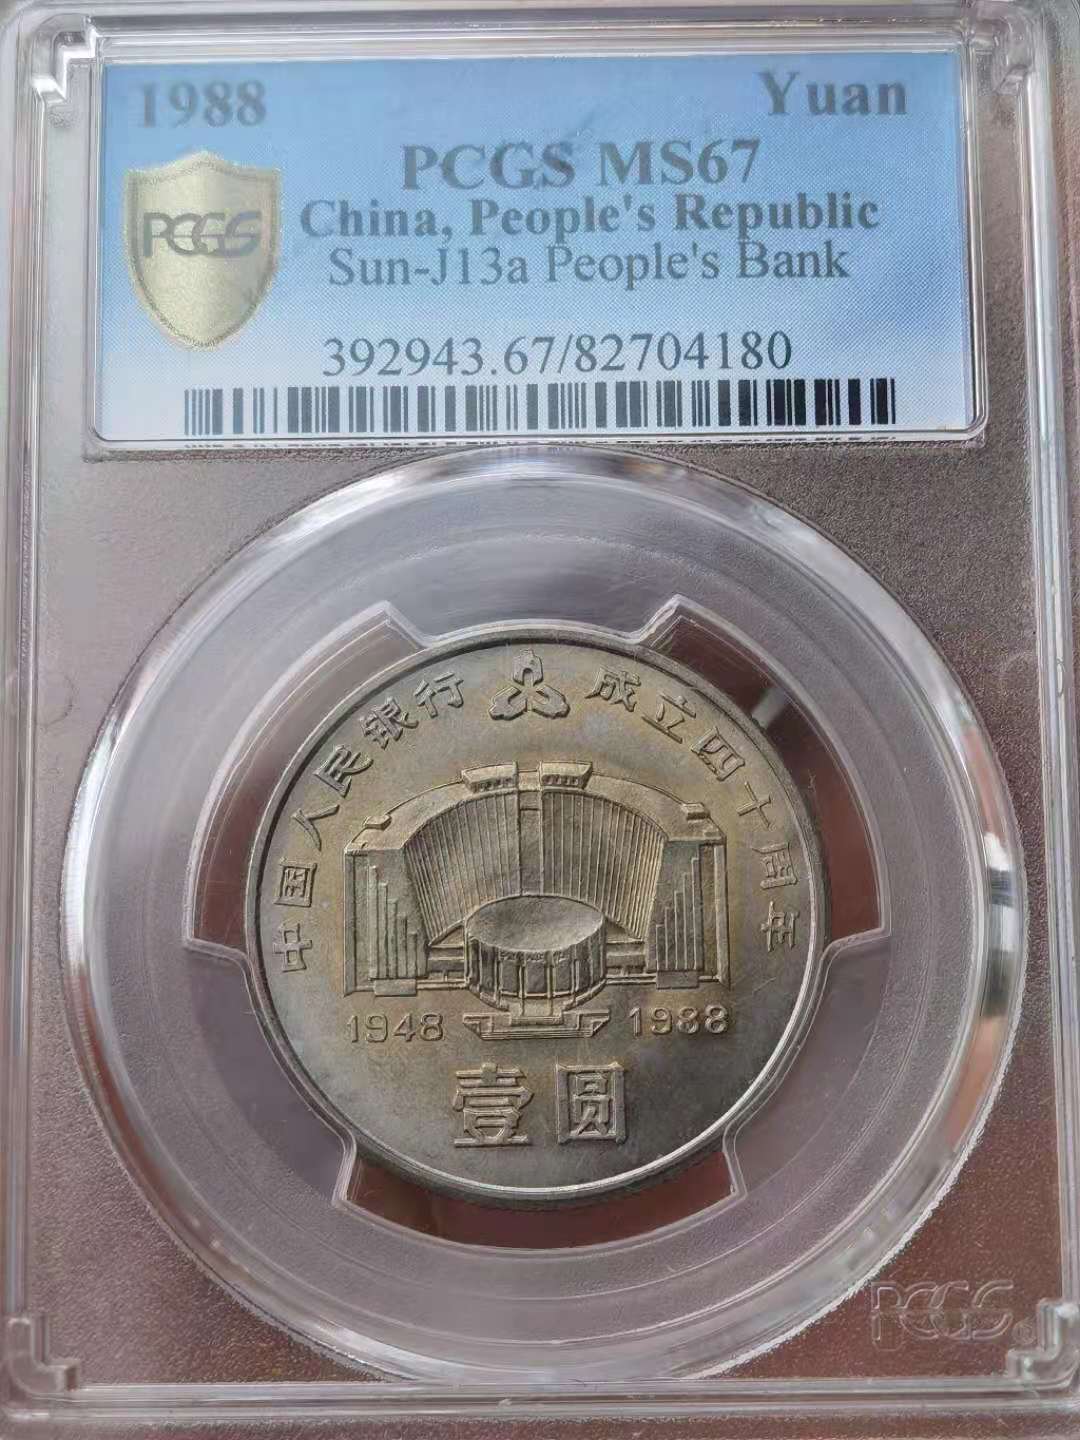 1988
Yuan
PCGS MS67
PCGS
China, People's Republic
Sun-J13a People's Bank
392943.67/82704180
中国人民银行
成立四十周年
1948
1988
壹圆
PCGS